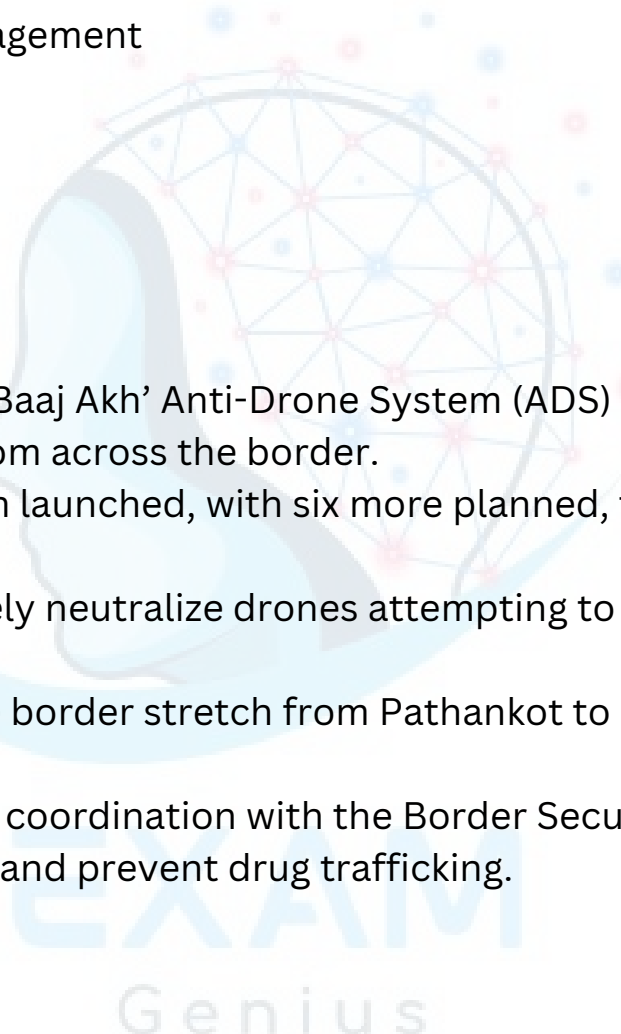 agement
Baaj Akh’ Anti-Drone System (ADS)
om across the border.
launched, with six more planned,
ely neutralize drones attempting to
border stretch from Pathankot to
coordination with the Border Secu
and prevent drug trafficking.
EXAM
Genius